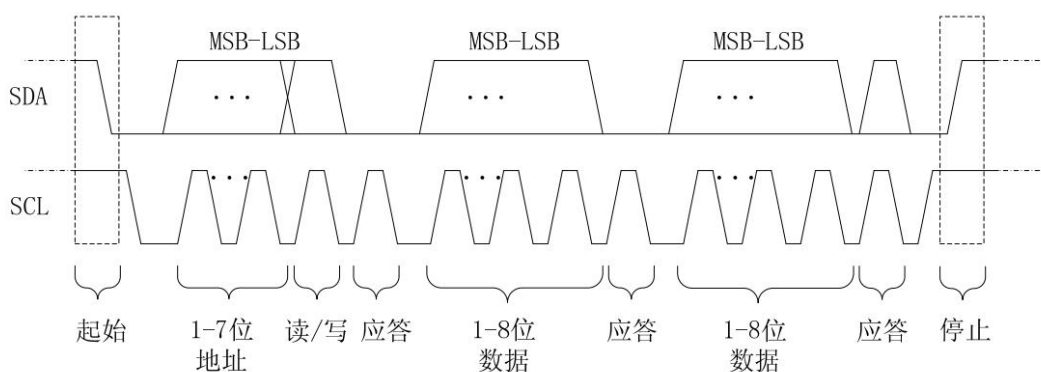 MSB-LSB MSB-LSB MSB-LSB
SDA
SCL
起始 1-7位 读/写 应答 1-8位 应答 1-8位 应答 停止
地址 数据 数据